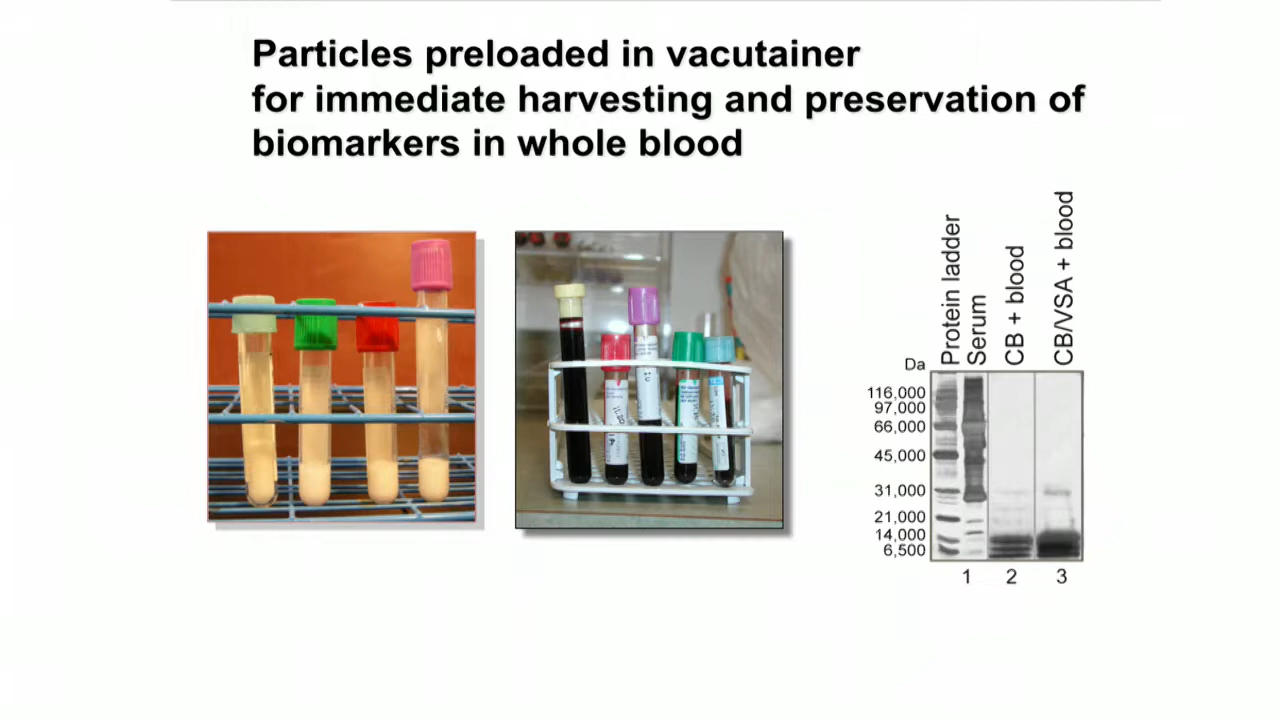 Particles preloaded in vacutainer
for immediate harvesting and preservation of
biomarkers in whole blood
Protein ladder
Serum
CB + blood
CB/VSA + blood
Da
116,000
97,000
66,000
45,000
31,000
21,000
14,000
6,500
1 2 3